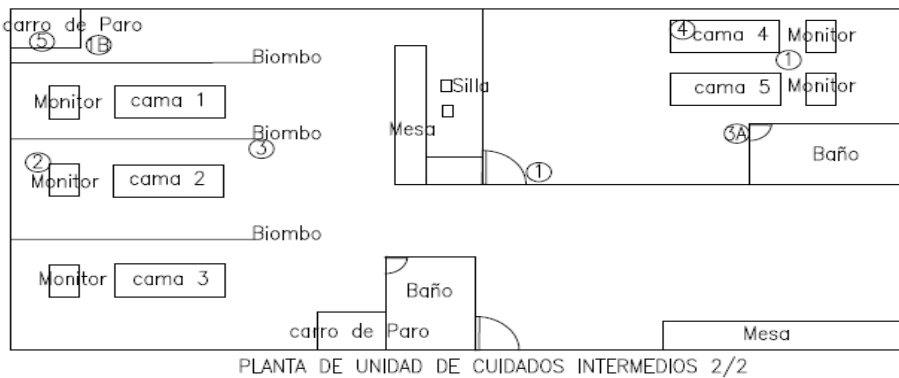 carro de Paro
5
1B
Biombo
Monitor
cama 1
Biombo
3
2
Monitor
cama 2
Biombo
Monitor
cama 3
Silla
Mesa
1
4
cama 4
Monitor
1
cama 5
Monitor
3A
Baño
Baño
carro de Paro
Mesa
PLANTA DE UNIDAD DE CUIDADOS INTERMEDIOS 2/2